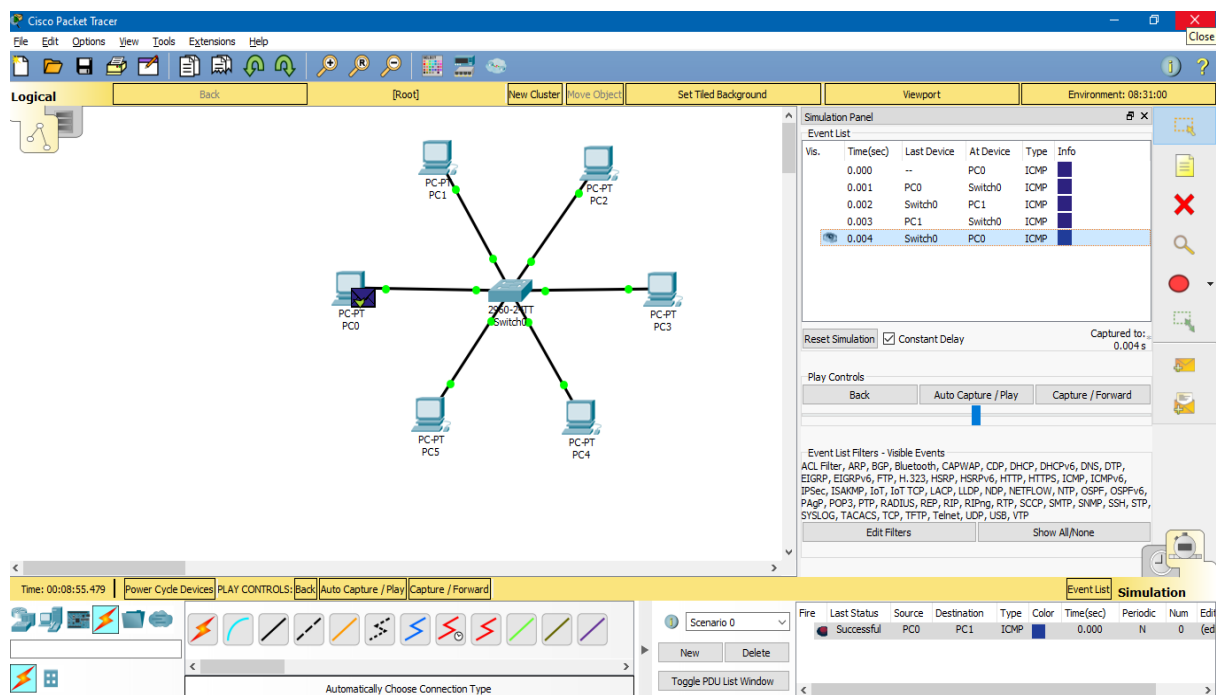 Cisco Packet Tracer
Close
File Edit Options View Tools Extensions Help
Logical Back [Root] New Cluster Move Object Set Tiled Background Viewport Environment: 08:31:00
PC-PT
PC1
PC-PT
PC2
PC-PT
PC0
2960-24TT
Switch0
PC-PT
PC3
PC-PT
PC5
PC-PT
PC4
Simulation Panel
Event List
Vis. Time(sec) Last Device At Device Type Info
0.000 -- PC0 ICMP
0.001 PC0 Switch0 ICMP
0.002 Switch0 PC1 ICMP
0.003 PC1 Switch0 ICMP
0.004 Switch0 PC0 ICMP
Reset Simulation Constant Delay Captured to:
0.004 s
Play Controls
Back Auto Capture / Play Capture / Forward
Event List Filters - Visible Events
ACL Filter, ARP, BGP, Bluetooth, CAPWAP, CDP, DHCP, DHCPv6, DNS, DTP,
EIGRP, EIGRPv6, FTP, H.323, HSRP, HSRPv6, HTTP, HTTPS, ICMP, ICMPv6,
IPSec, ISAKMP, IoT, IoT TCP, LACP, LLDP, NDP, NETFLOW, NTP, OSPF, OSPFv6,
PAgP, POP3, PTP, RADIUS, REP, RIP, RIPng, RTP, SCCP, SMTP, SNMP, SSH, STP,
SYSLOG, TACACS, TCP, TFTP, Telnet, UDP, USB, VTP
Edit Filters Show All/None
Time: 00:08:55.479 Power Cycle Devices PLAY CONTROLS: Back Auto Capture / Play Capture / Forward Event List Simulation
Scenario 0
New Delete
Toggle PDU List Window
Fire Last Status Source Destination Type Color Time(sec) Periodic Num Edit
Successful PC0 PC1 ICMP 0.000 N 0 (ed
Automatically Choose Connection Type